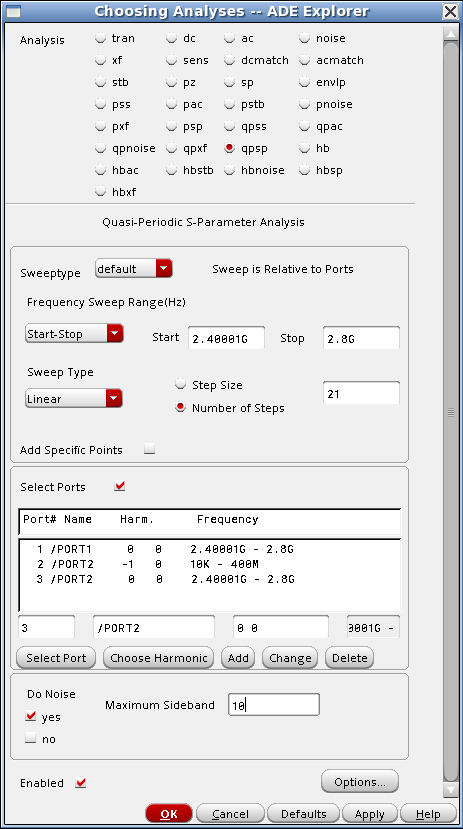 Choosing Analyses -- ADE Explorer
Analysis
tran dc ac noise
xf sens dcmatch acmatch
stb pz sp envlp
pss pac pstb pnoise
pxf psp qpss qpac
qpnoise qpxf qpsp hb
hbac hbstb hbnoise hbsp
hbxf
Quasi-Periodic S-Parameter Analysis
Sweeptype default Sweep is Relative to Ports
Frequency Sweep Range(Hz)
Start-Stop Start 2.40001G Stop 2.8G
Sweep Type
Step Size
Linear 21
Number of Steps
Add Specific Points
Select Ports
Port# Name Harm. Frequency
1 /PORT1 0 0 2.40001G - 2.8G
2 /PORT2 -1 0 10K - 400M
3 /PORT2 0 0 2.40001G - 2.8G
3 /PORT2 0 0 0001G -
Select Port Choose Harmonic Add Change Delete
Do Noise
yes Maximum Sideband 10
no
Enabled Options...
OK Cancel Defaults Apply Help